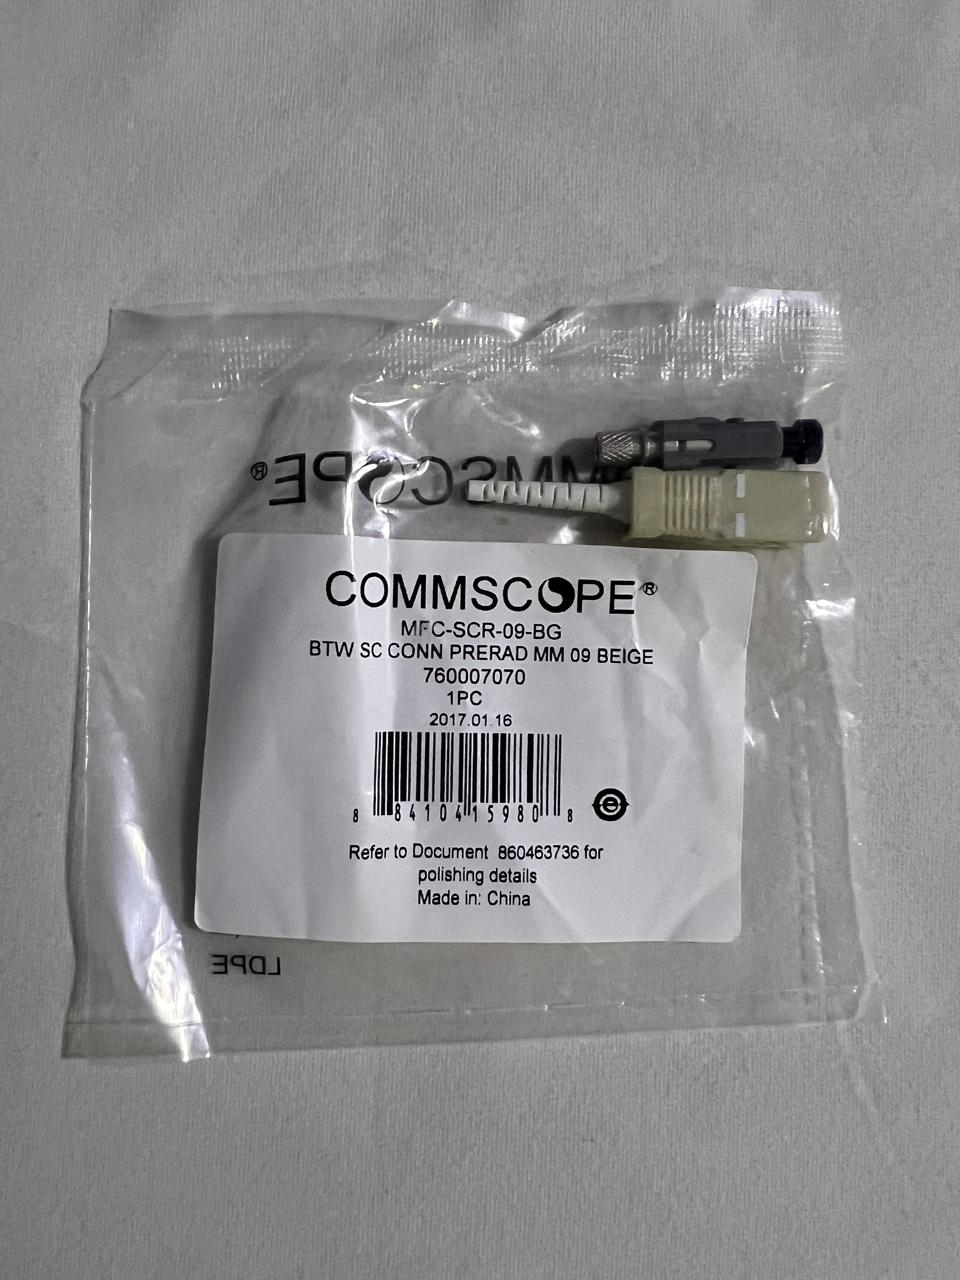 COMMSCOPE®
COMMSCOPE®
MFC-SCR-09-BG
BTW SC CONN PRERAD MM 09 BEIGE
760007070
1PC
2017.01.16
8 84104 15980 8
e
Refer to Document 860463736 for
polishing details
Made in: China
LDPE